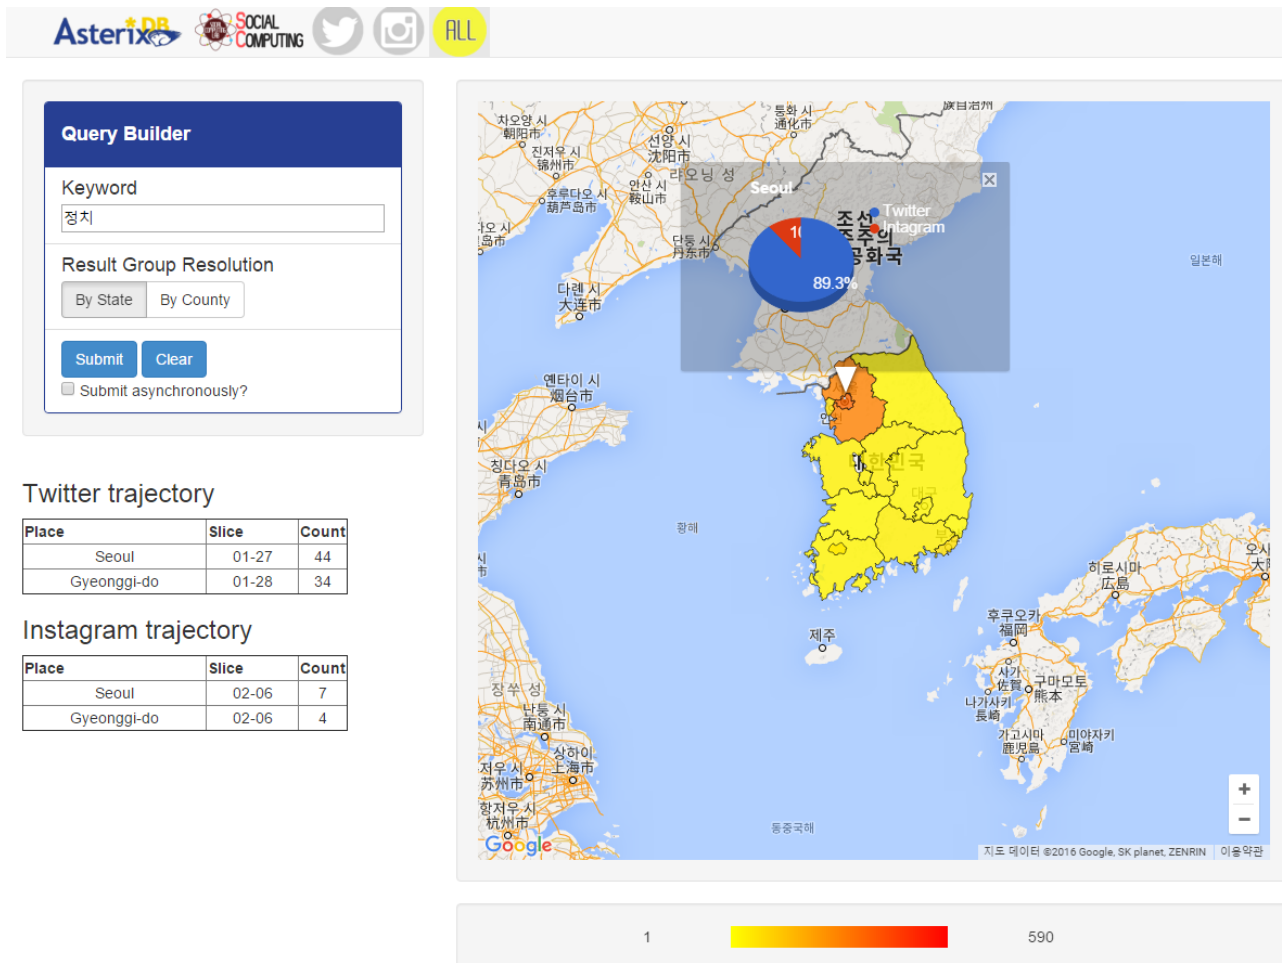 Asterix DB
SOCIAL
COMPUTING
ALL
Query Builder
Keyword
정치
Result Group Resolution
By State By County
Submit Clear
Submit asynchronously?
Twitter trajectory
Place Slice Count
Seoul 01-27 44
Gyeonggi-do 01-28 34
Instagram trajectory
Place Slice Count
Seoul 02-06 7
Gyeonggi-do 02-06 4
차오양 시
朝阳市
통화 시
通化市
族自治州
진저우 시
锦州市
선양 시
沈阳市
랴오닝 성
안산 시
鞍山市
후루다오 시
葫芦岛市
단둥 시
丹东市
다롄 시
大连市
Seoul
Twitter
Intagram
89.3%
일본해
옌타이 시
烟台市
칭다오 시
青岛市
황해
대구
히로시마
広島
후쿠오카
福岡
제주
사가
佐賀
구마모토
熊本
나가사키
長崎
가고시마
鹿児島
미야자키
宮崎
장쑤 성
난퉁 시
南通市
상하이
上海市
苏州市
항저우 시
杭州市
동중국해
+
−
Google
지도 데이터 ©2016 Google, SK planet, ZENRIN 이용약관
1 590